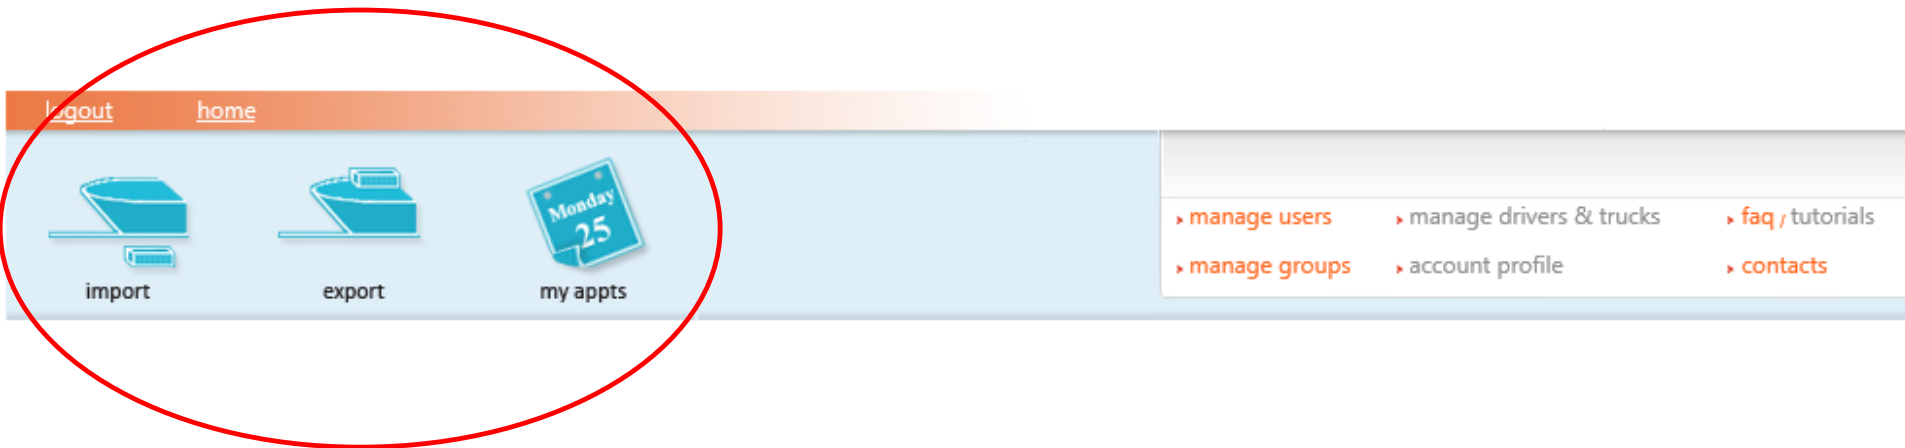 logout home
Monday
25
import export my appts
manage users manage drivers & trucks faq / tutorials
manage groups account profile contacts